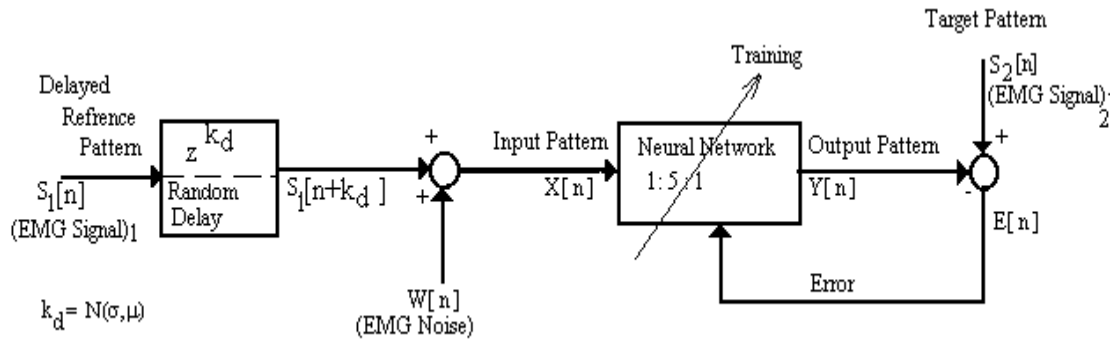 Target Pattern
Training
S2[n]
(EMG Signal)2
Delayed
Refrence
Pattern
z kd
Random
Delay
S1[n]
(EMG Signal)1
Si[n+kd ]
+
+
Input Pattern
X[n]
Neural Network
1: 5 : 1
Output Pattern
Y[n]
+
-
E[n]
Error
W[n]
(EMG Noise)
kd = N(σ,μ)